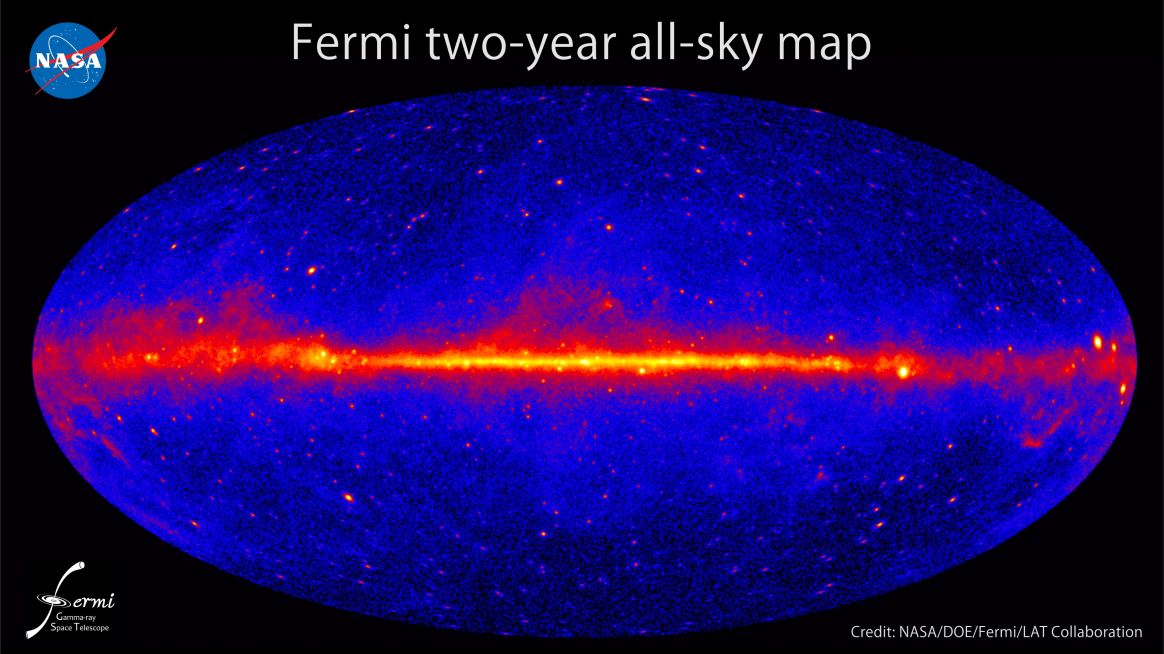 NASA
Fermi two-year all-sky map
Fermi
Gamma-ray
Space Telescope
Credit: NASA/DOE/Fermi/LAT Collaboration